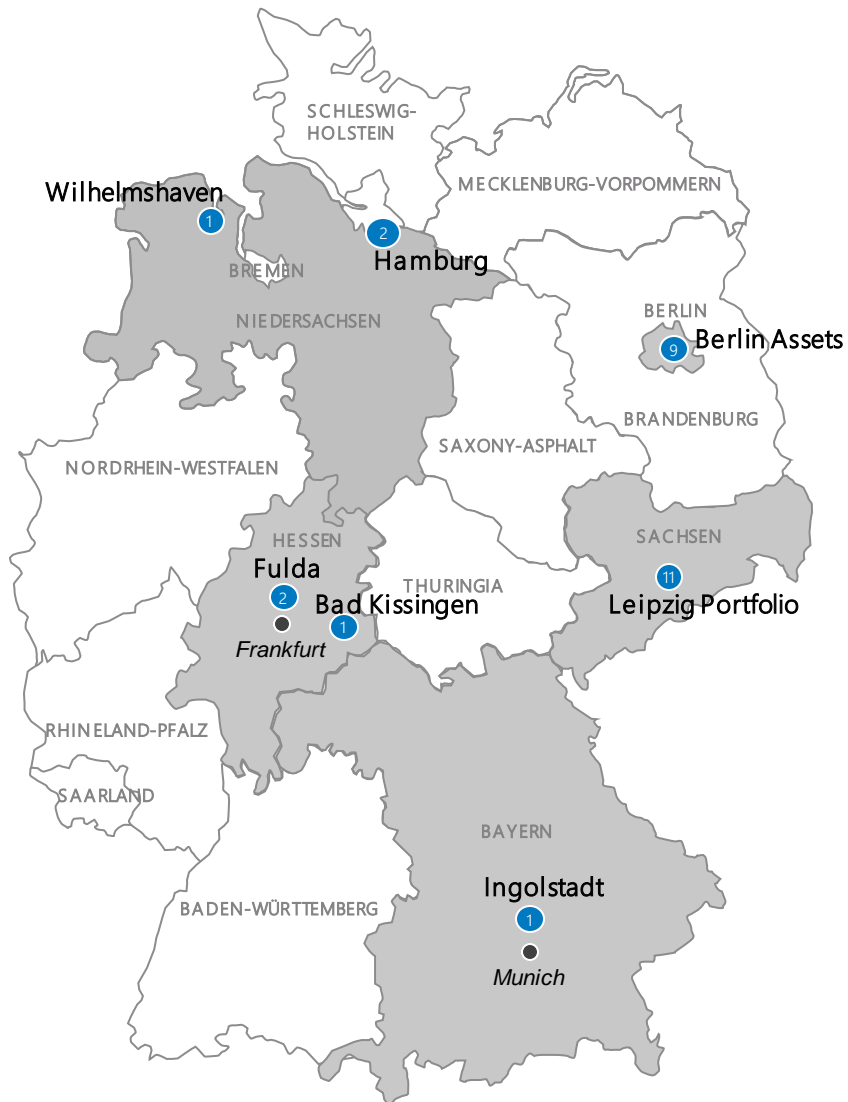 SCHLESWIG-
HOLSTEIN
MECKLENBURG-VORPOMMERN
Wilhelmshaven
1
2
Hamburg
BREMEN
NIEDERSACHSEN
BERLIN
Berlin Assets
9
BRANDENBURG
SAXONY-ASPHALT
NORDRHEIN-WESTFALEN
HESSEN
SACHSEN
Fulda
2
Bad Kissingen
1
Frankfurt
THURINGIA
11
Leipzig Portfolio
RHINELAND-PFALZ
SAARLAND
BAYERN
Ingolstadt
1
BADEN-WÜRTTEMBERG
Munich